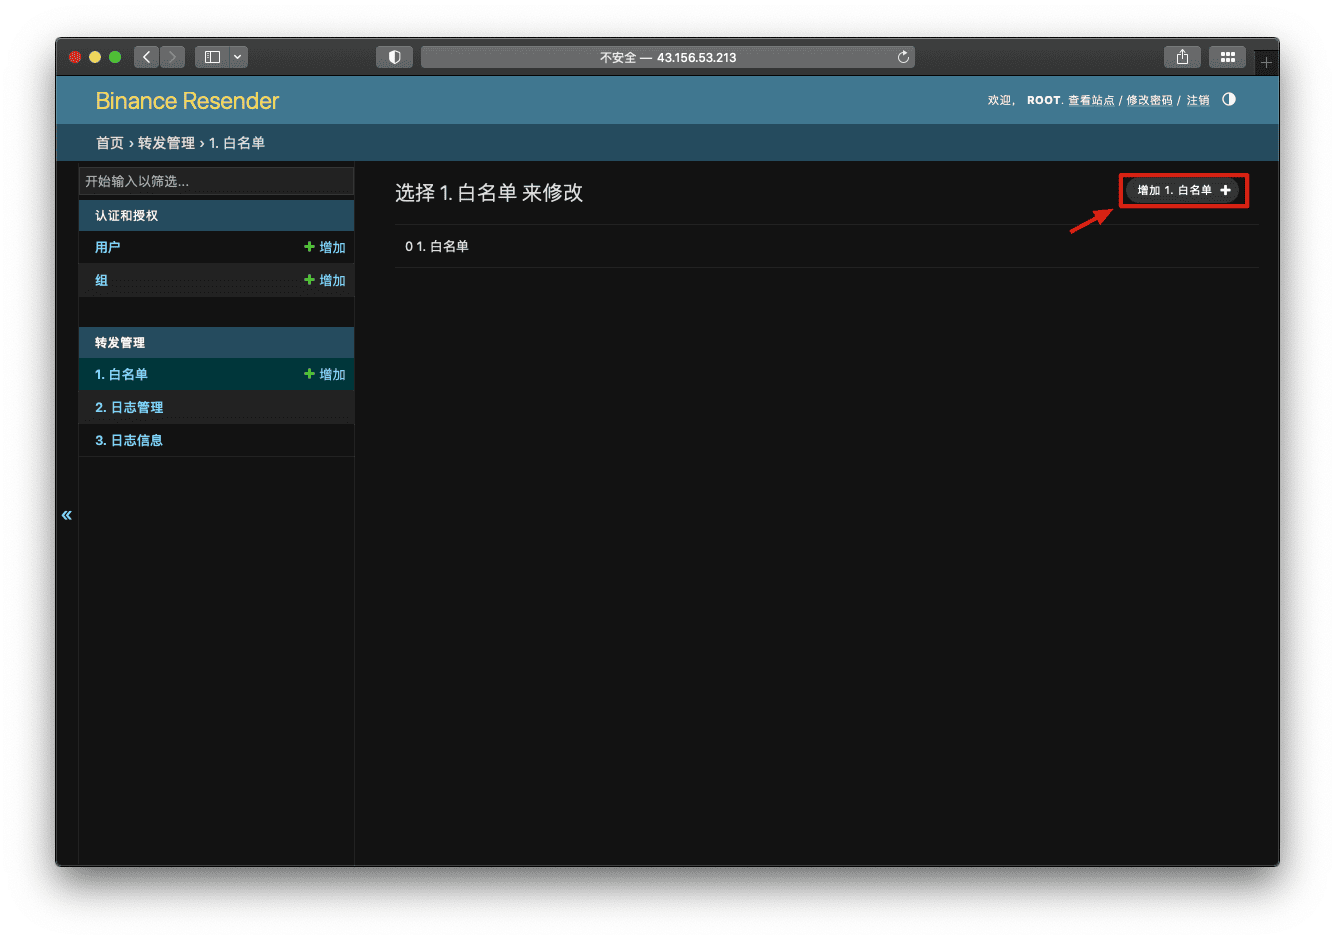 不安全 — 43.156.53.213
Binance Resender
欢迎, ROOT. 查看站点 / 修改密码 / 注销
首页 › 转发管理 › 1. 白名单
开始输入以筛选...
认证和授权
用户 增加
组 增加
转发管理
1. 白名单 增加
2. 日志管理
3. 日志信息
«
选择 1. 白名单 来修改
增加 1. 白名单
0 1. 白名单